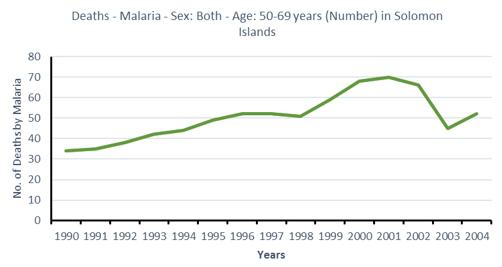 Deaths - Malaria - Sex: Both - Age: 50-69 years (Number) in Solomon
Islands
No. of Deaths by Malaria
80
70
60
50
40
30
20
10
0
1990 1991 1992 1993 1994 1995 1996 1997 1998 1999 2000 2001 2002 2003 2004
Years